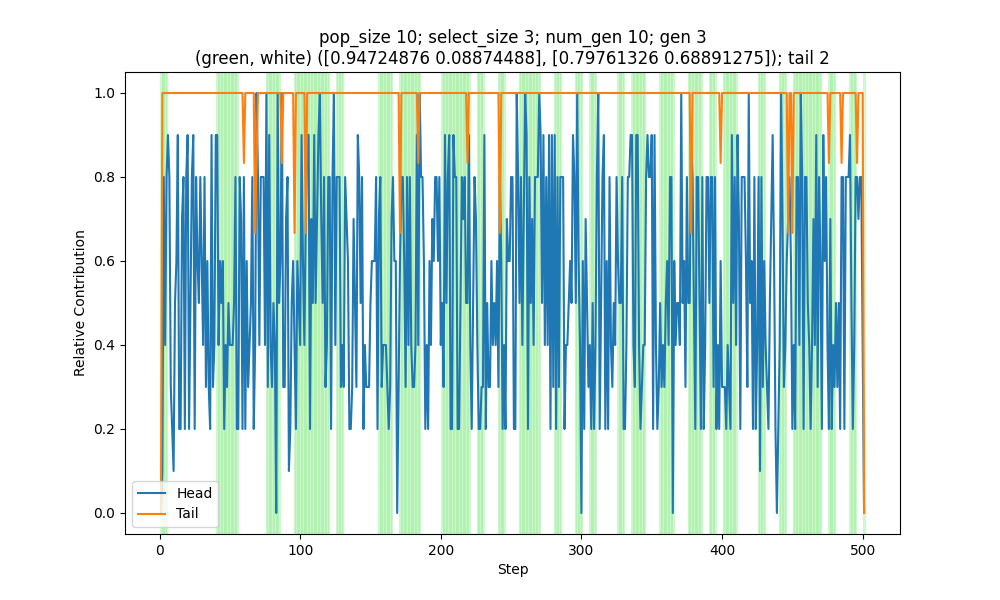 pop_size 10; select_size 3; num_gen 10; gen 3
(green, white) ([0.94724876 0.08874488], [0.79761326 0.68891275]); tail 2
1.0
0.8
0.6
0.4
0.2
0.0
Relative Contribution
Head
Tail
0
100
200
300
400
500
Step